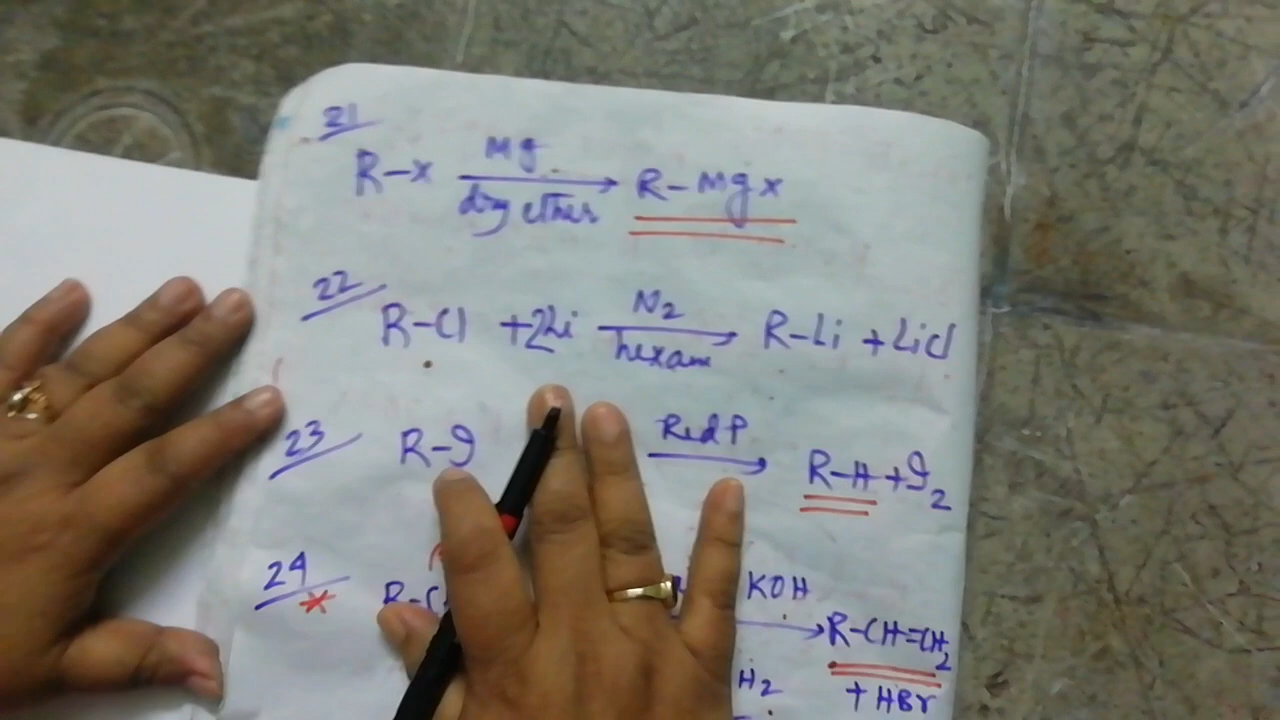 21
Mg
R-x → R-Mgx
dry ether
22
N2
R-Cl +2Li → R-Li +LiCl
hexane
23
Red P
R-I → R-H + I2
24
KOH
R-C → R-CH=CH2
H2 + HBr